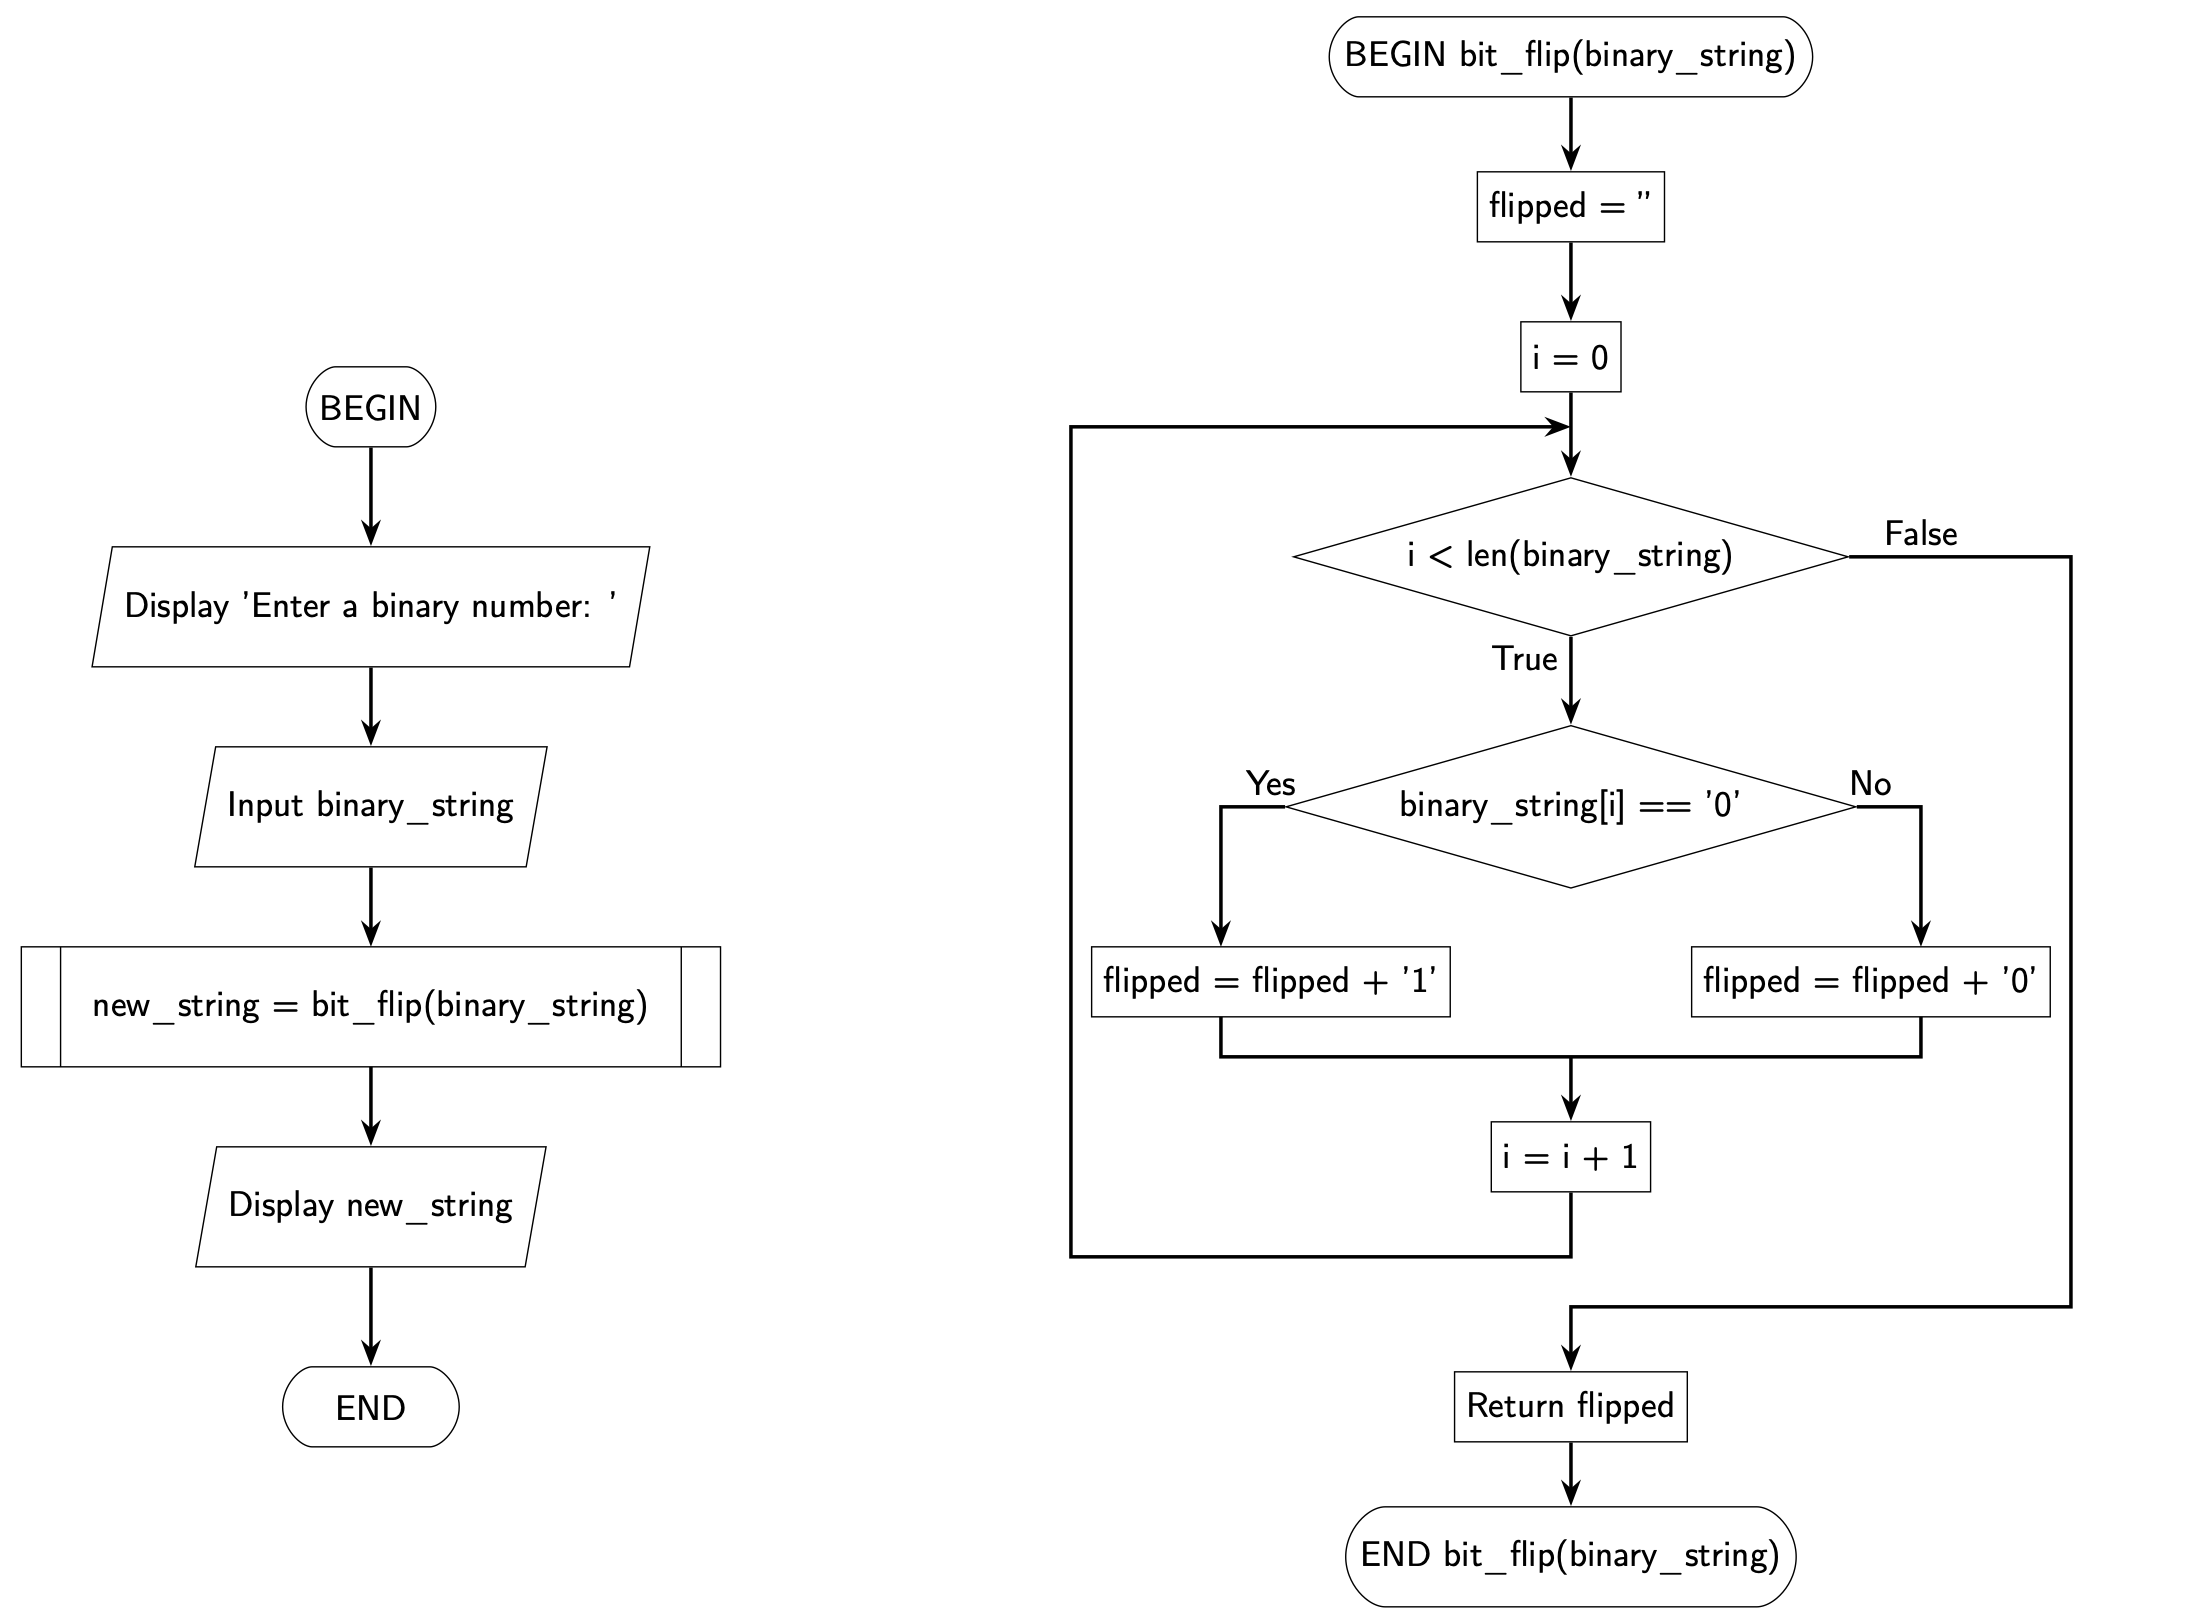 BEGIN
Display 'Enter a binary number: '
Input binary_string
new_string = bit_flip(binary_string)
Display new_string
END
BEGIN bit_flip(binary_string)
flipped = ''
i = 0
i < len(binary_string)
False
True
Yes
binary_string[i] == '0'
No
flipped = flipped + '1'
flipped = flipped + '0'
i = i + 1
Return flipped
END bit_flip(binary_string)